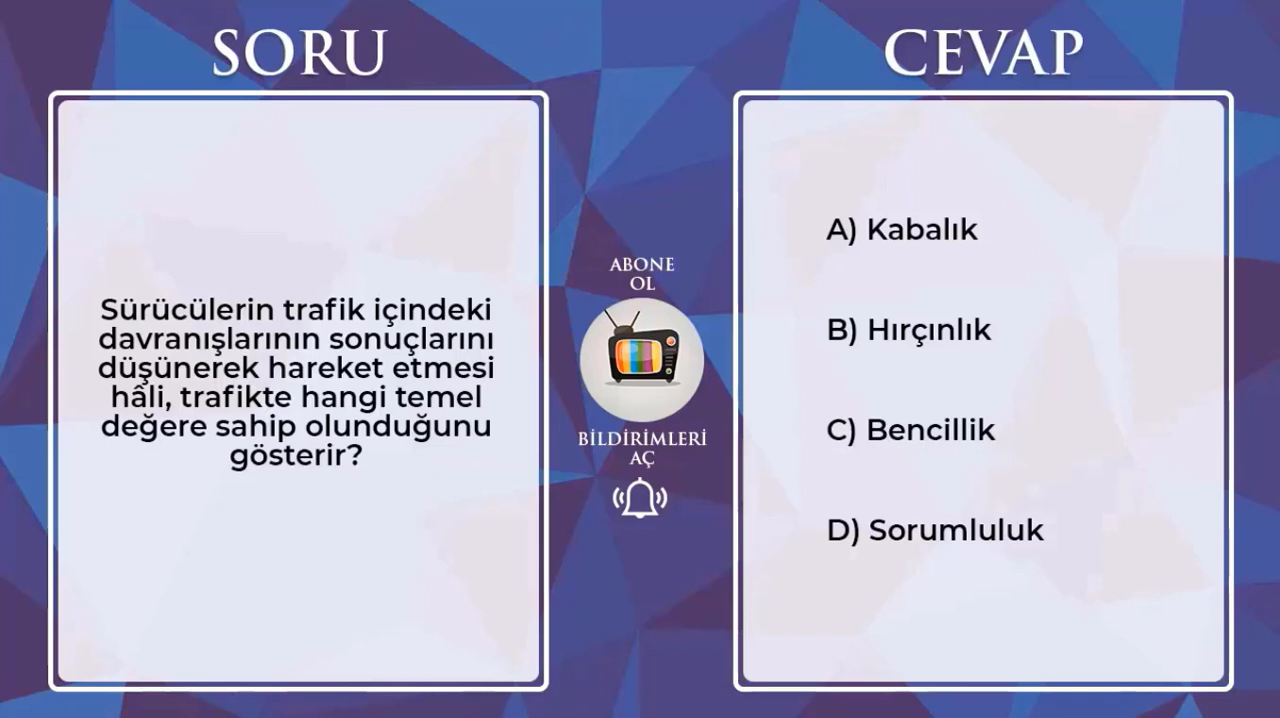 SORU
Sürücülerin trafik içindeki
davranışlarının sonuçlarını
düşünerek hareket etmesi
hâli, trafikte hangi temel
değere sahip olunduğunu
gösterir?
ABONE
OL
BİLDİRİMLERİ
AÇ
CEVAP
A) Kabalık
B) Hırçınlık
C) Bencillik
D) Sorumluluk